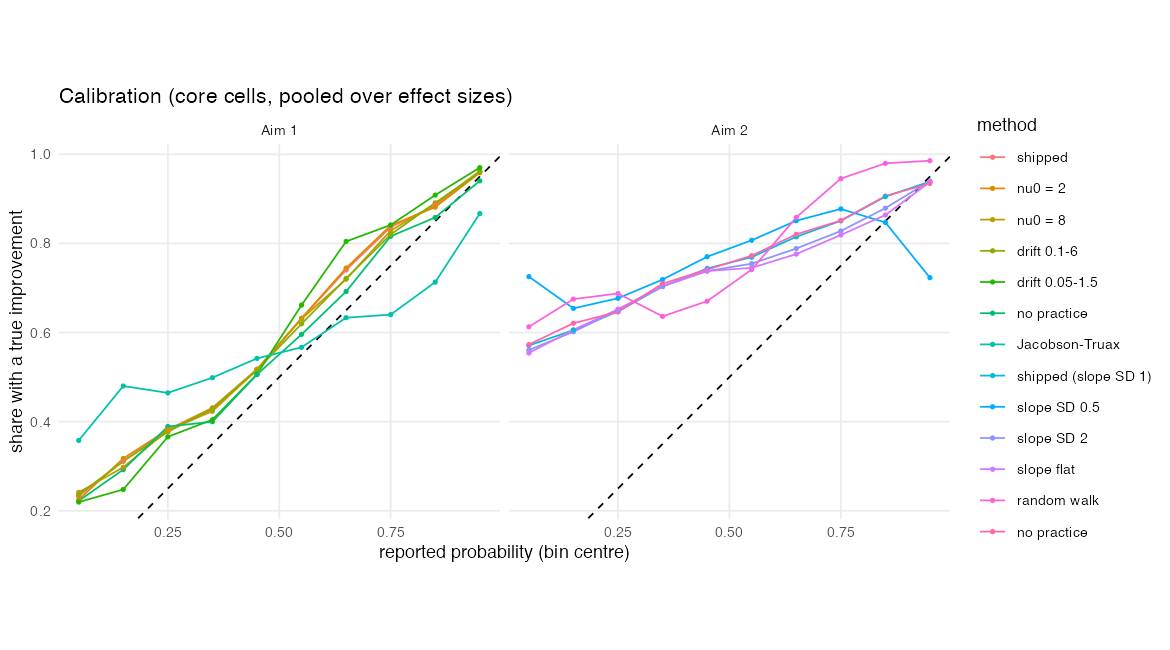 Calibration (core cells, pooled over effect sizes)
Aim 1
Aim 2
share with a true improvement
1.0
0.8
0.6
0.4
0.2
0.25
0.50
0.75
0.25
0.50
0.75
reported probability (bin centre)
method
shipped
nu0 = 2
nu0 = 8
drift 0.1-6
drift 0.05-1.5
no practice
Jacobson-Truax
shipped (slope SD 1)
slope SD 0.5
slope SD 2
slope flat
random walk
no practice